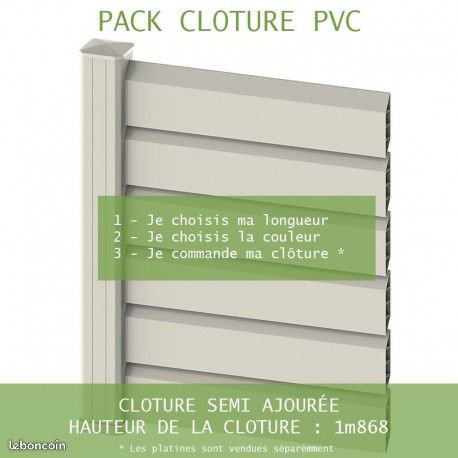 PACK CLOTURE PVC
1 - Je choisis ma longueur
2 - Je choisis la couleur
3 - Je commande ma clôture *
CLOTURE SEMI AJOURÉE
HAUTEUR DE LA CLOTURE : 1m868
* Les platines sont vendues séparèmment
leboncoin